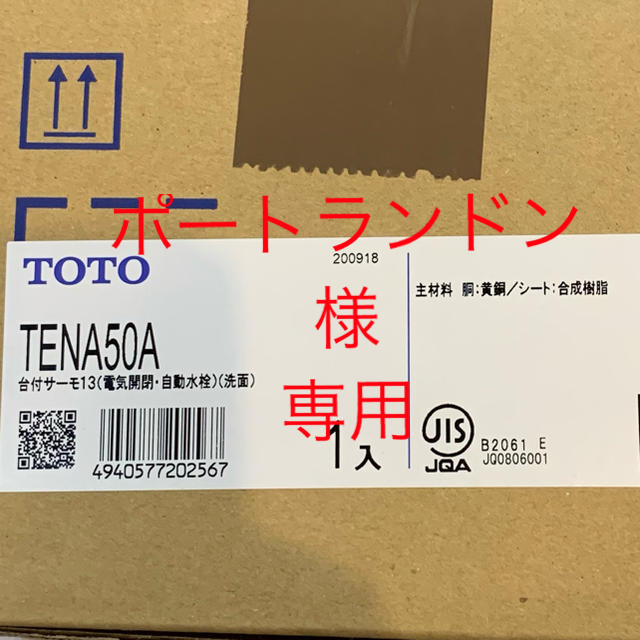 ポートランドン
様
専用
TOTO
200918
TENA50A
台付サーモ13(電気開閉・自動水栓)(洗面)
4940577202567
1入
主材料 胴:黄銅/シート:合成樹脂
JIS
JQA
B2061 E
JQ0806001